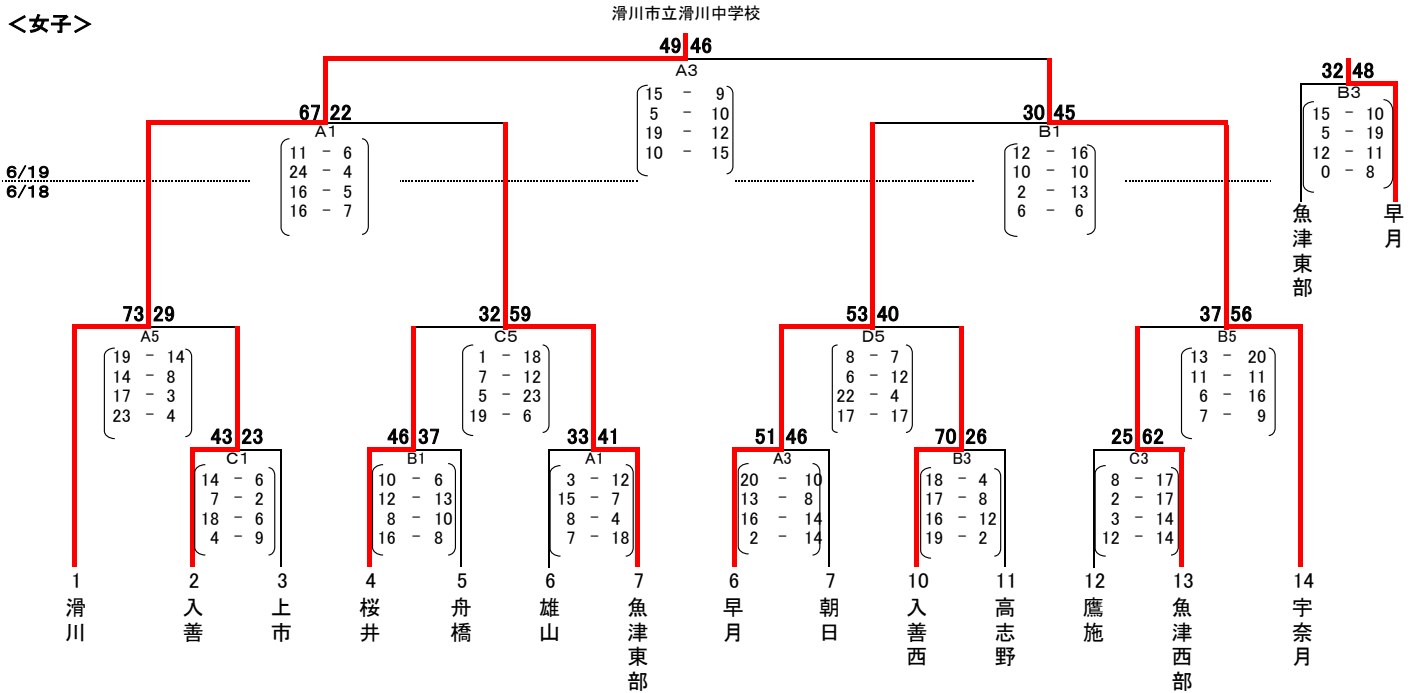 ＜女子＞
滑川市立滑川中学校
49 46
A3
15 - 9
5 - 10
19 - 12
10 - 15
32 48
B3
15 - 10
5 - 19
12 - 11
0 - 8
魚津東部
早月
67 22
A1
11 - 6
24 - 4
16 - 5
16 - 7
30 45
B1
12 - 16
10 - 10
2 - 13
6 - 6
6/19
6/18
73 29
A5
19 - 14
14 - 8
17 - 3
23 - 4
32 59
C5
1 - 18
7 - 12
5 - 23
19 - 6
53 40
D5
8 - 7
6 - 12
22 - 4
17 - 17
37 56
B5
13 - 20
11 - 11
6 - 16
7 - 9
43 23
C1
14 - 6
7 - 2
18 - 6
4 - 9
46 37
B1
10 - 6
12 - 13
8 - 10
16 - 8
33 41
A1
3 - 12
15 - 7
8 - 4
7 - 18
51 46
A3
20 - 10
13 - 8
16 - 14
2 - 14
70 26
B3
18 - 4
17 - 8
16 - 12
19 - 2
25 62
C3
8 - 17
2 - 17
3 - 14
12 - 14
1
滑川
2
入善
3
上市
4
桜井
5
舟橋
6
雄山
7
魚津東部
6
早月
7
朝日
10
入善西
11
高志野
12
鷹施
13
魚津西部
14
宇奈月